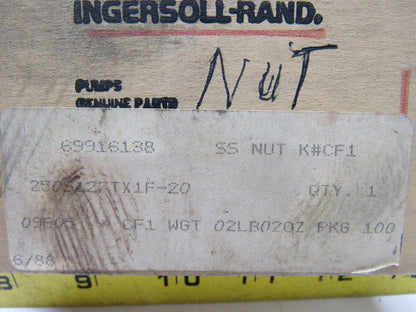 INGERSOLL-RAND.
NUT
PUMPS
GENUINE PARTS
69916138 SS NUT K#CF1
QTY. 1
CF1 WGT 02LB02OZ PKG 100
6/88
8 9 10 11 12